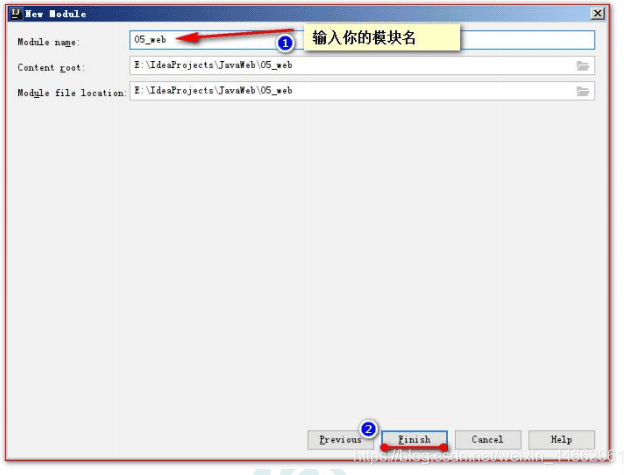 New Module
Module name: 05_web
1 输入你的模块名
Content root: E:\IdeaProjects\JavaWeb\05_web
Module file location: E:\IdeaProjects\JavaWeb\05_web
2
Previous Finish Cancel Help
https://blog.csdn.net/weixin_44862961